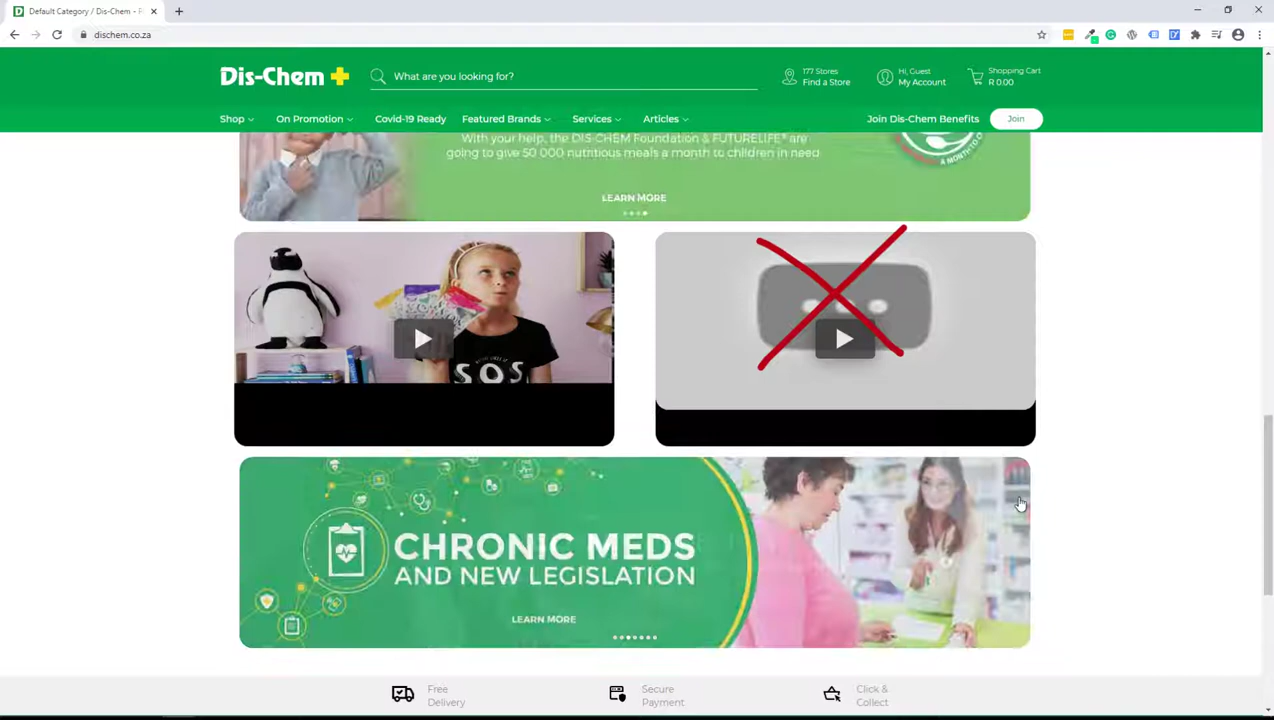 Default Category / Dis-Chem - P
dischem.co.za
Dis-Chem
What are you looking for?
177 Stores
Find a Store
Hi, Guest
My Account
Shopping Cart
R 0.00
Shop
On Promotion
Covid-19 Ready
Featured Brands
Services
Articles
Join Dis-Chem Benefits
Join
With your help, the DIS-CHEM Foundation & FUTURELIFE® are
going to give 50 000 nutritious meals a month to children in need
A MONTH TO
LEARN MORE
SOS
CHRONIC MEDS
AND NEW LEGISLATION
LEARN MORE
Free
Delivery
Secure
Payment
Click &
Collect